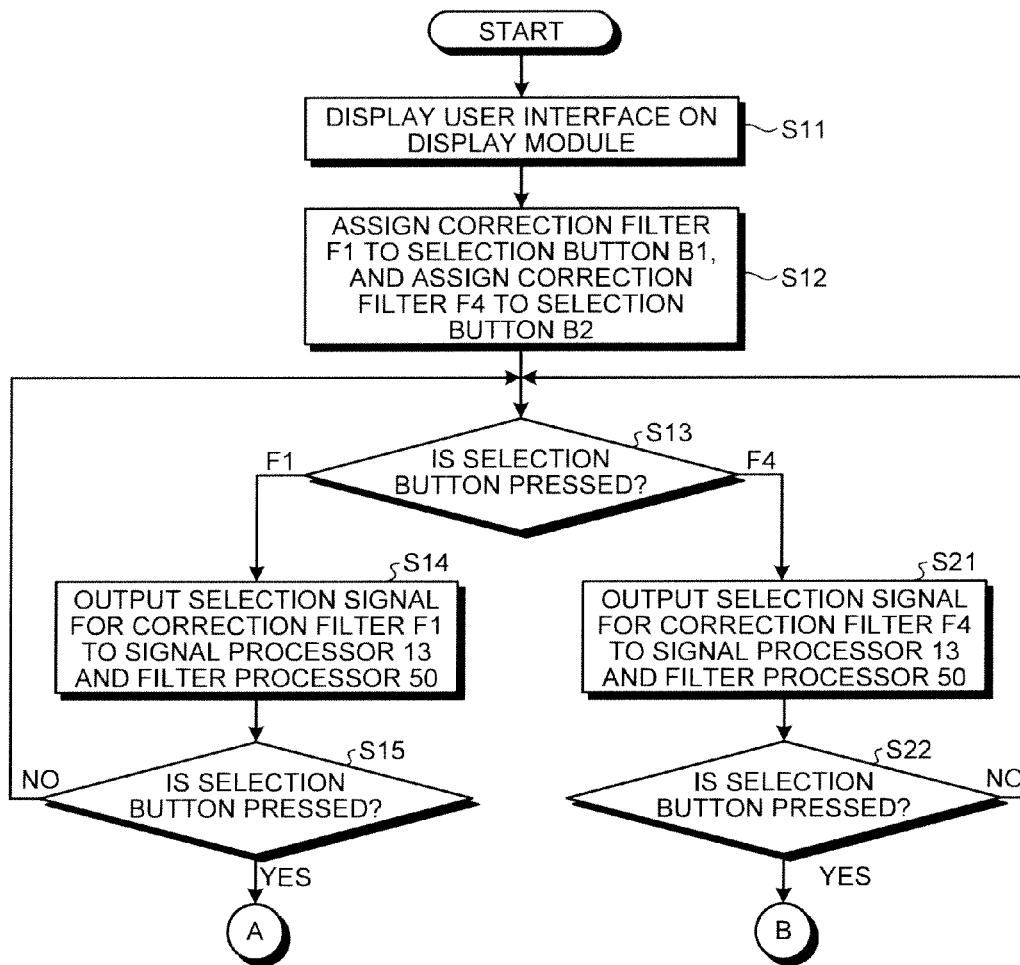 START
DISPLAY USER INTERFACE ON
DISPLAY MODULE
S11
ASSIGN CORRECTION FILTER
F1 TO SELECTION BUTTON B1,
AND ASSIGN CORRECTION
FILTER F4 TO SELECTION
BUTTON B2
S12
S13
F1
IS SELECTION
BUTTON PRESSED?
F4
S14
OUTPUT SELECTION SIGNAL
FOR CORRECTION FILTER F1
TO SIGNAL PROCESSOR 13
AND FILTER PROCESSOR 50
S21
OUTPUT SELECTION SIGNAL
FOR CORRECTION FILTER F4
TO SIGNAL PROCESSOR 13
AND FILTER PROCESSOR 50
S15
NO
IS SELECTION
BUTTON PRESSED?
YES
A
S22
IS SELECTION
BUTTON PRESSED?
NO
YES
B